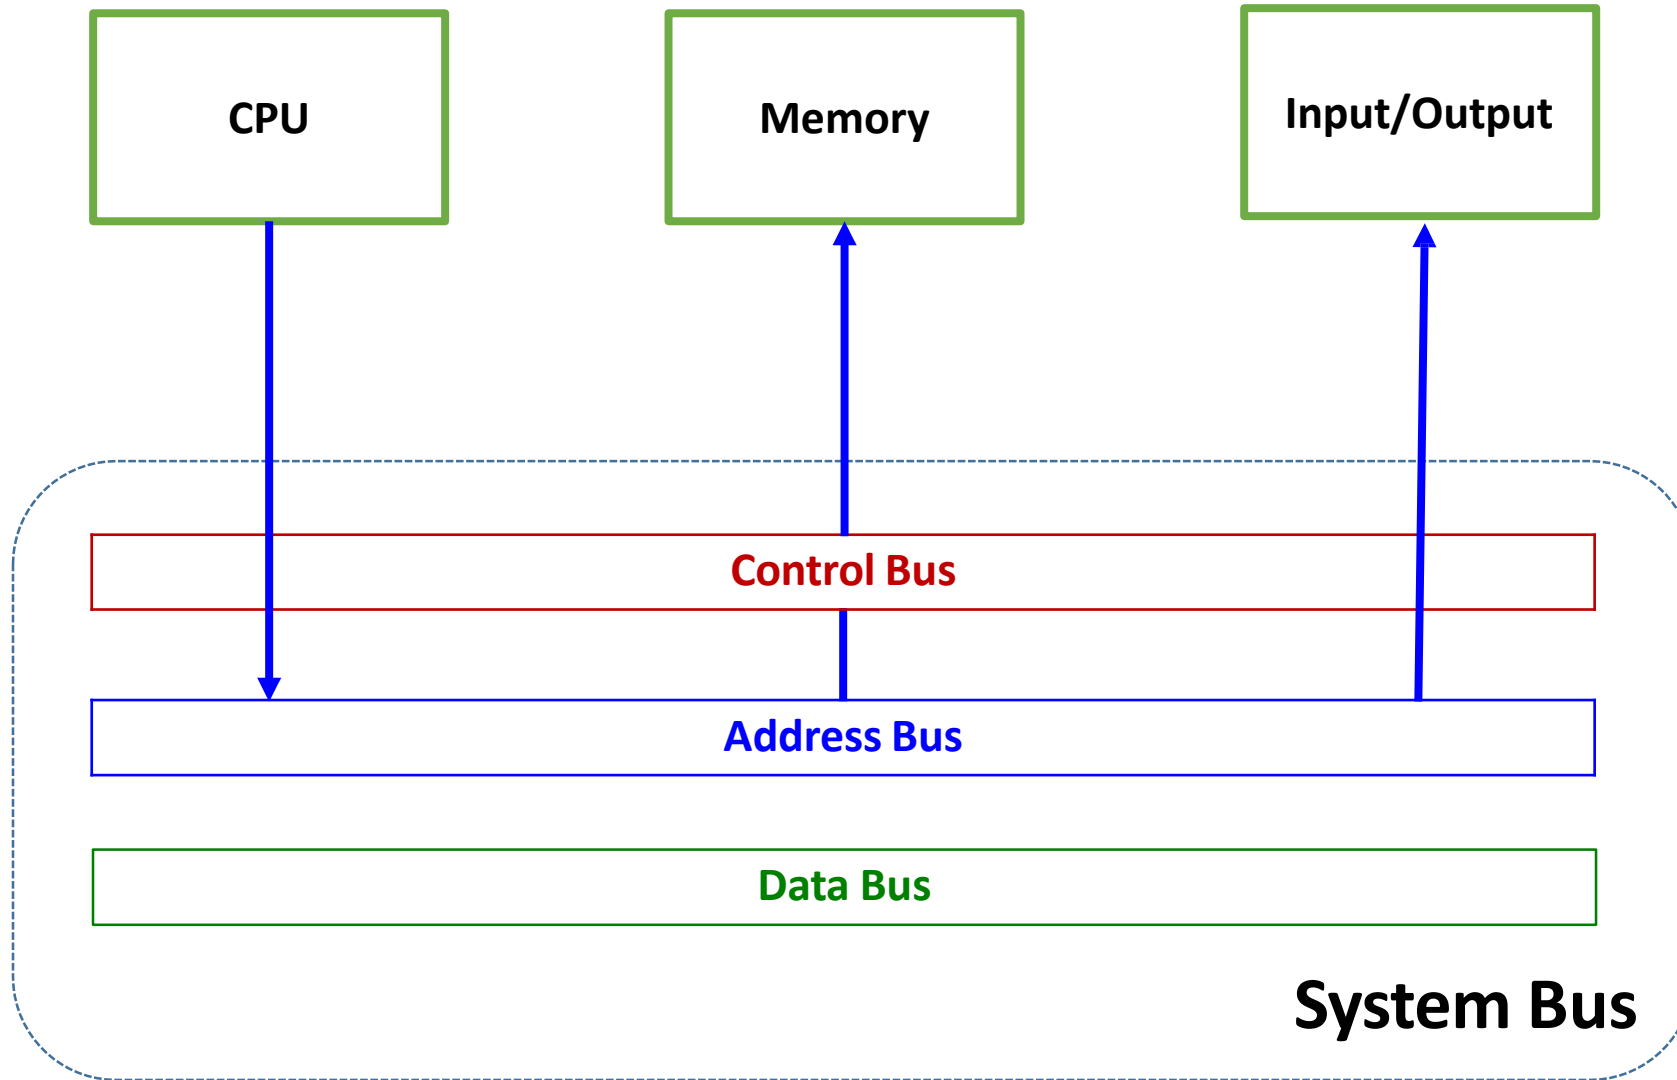 CPU
Memory
Input/Output
Control Bus
Address Bus
Data Bus
System Bus